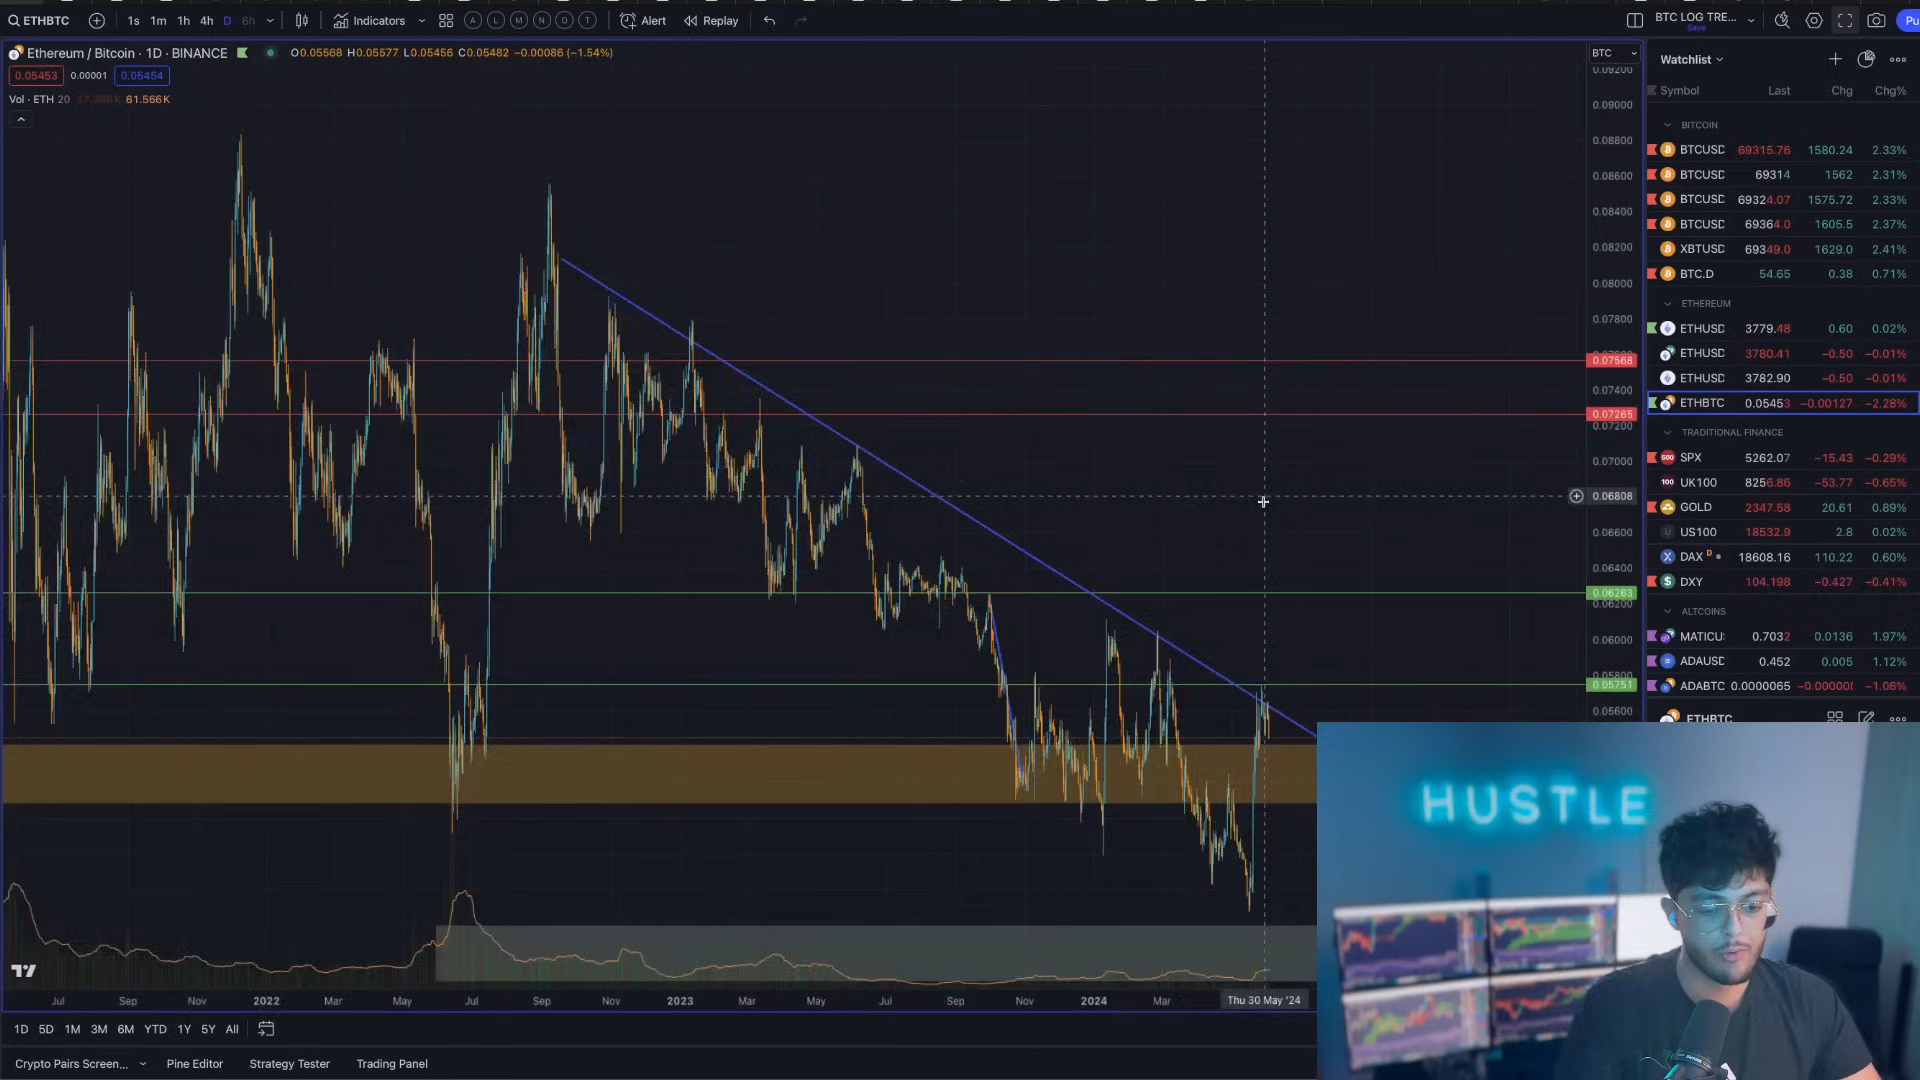 ETHBTC 1s 1m 1h 4h D 6h Indicators A L M N O T Alert Replay BTC LOG TRE... Save Pu
Ethereum / Bitcoin · 1D · BINANCE O0.05568 H0.05577 L0.05456 C0.05482 −0.00086 (−1.54%)
0.05453 0.00001 0.05454
Vol · ETH 20 61.566K
BTC
0.09200
0.09000
0.08800
0.08600
0.08400
0.08200
0.08000
0.07800
0.07568
0.07400
0.07265
0.07200
0.07000
0.06808
0.06600
0.06400
0.06263
0.06200
0.06000
0.05800
0.05751
0.05600
Jul Sep Nov 2022 Mar May Jul Sep Nov 2023 Mar May Jul Sep Nov 2024 Mar Thu 30 May '24
1D 5D 1M 3M 6M YTD 1Y 5Y All
Crypto Pairs Screen... Pine Editor Strategy Tester Trading Panel
Watchlist
Symbol Last Chg Chg%
BITCOIN
BTCUSD 69315.76 1580.24 2.33%
BTCUSD 69314 1562 2.31%
BTCUSD 69324.07 1575.72 2.33%
BTCUSD 69364.0 1605.5 2.37%
XBTUSD 69349.0 1629.0 2.41%
BTC.D 54.65 0.38 0.71%
ETHEREUM
ETHUSD 3779.48 0.60 0.02%
ETHUSD 3780.41 −0.50 −0.01%
ETHUSD 3782.90 −0.50 −0.01%
ETHBTC 0.05453 −0.00127 −2.28%
TRADITIONAL FINANCE
500 SPX 5262.07 −15.43 −0.29%
100 UK100 8256.86 −53.77 −0.65%
GOLD 2347.58 20.61 0.89%
US100 18532.9 2.8 0.02%
DAX D 18608.16 110.22 0.60%
DXY 104.198 −0.427 −0.41%
ALTCOINS
MATICU: 0.7032 0.0136 1.97%
ADAUSD 0.452 0.005 1.12%
ADABTC 0.0000065 −0.00000( −1.06%
ETHBTC
HUSTLE